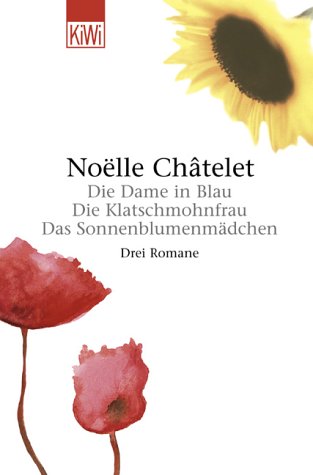 KiWi
Noëlle Châtelet
Die Dame in Blau
Die Klatschmohnfrau
Das Sonnenblumenmädchen
Drei Romane